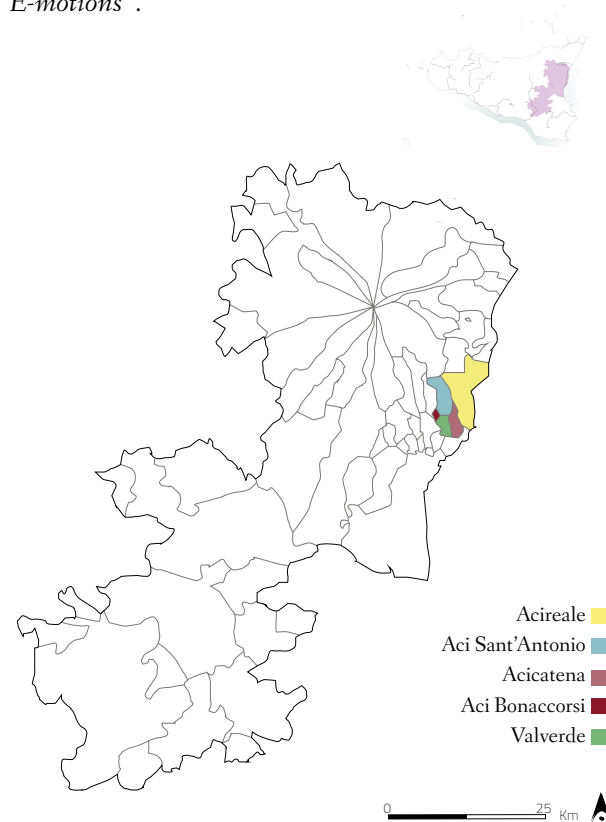 E-motions”.
Acireale
Aci Sant’Antonio
Acicatena
Aci Bonaccorsi
Valverde
0 25 Km